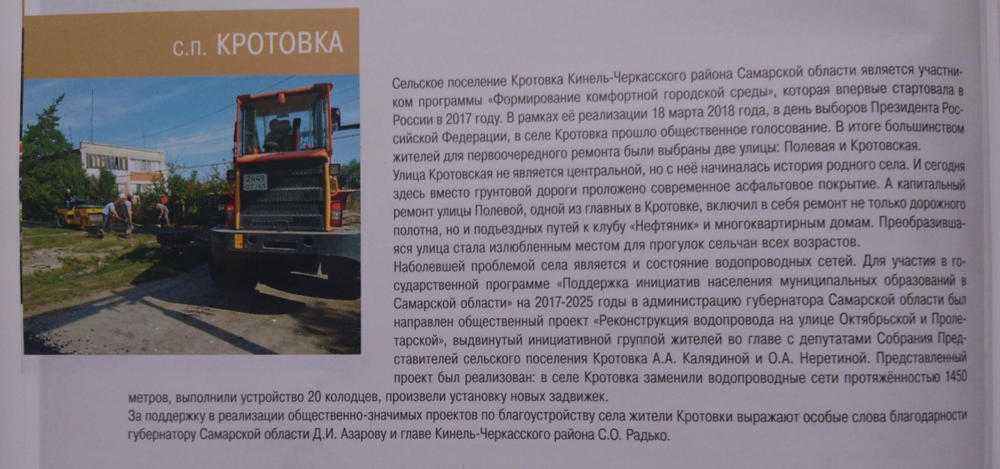 с.п. КРОТОВКА
2449
ОТ 63
Сельское поселение Кротовка Кинель-Черкасского района Самарской области является участни-
ком программы «Формирование комфортной городской среды», которая впервые стартовала в
России в 2017 году. В рамках её реализации 18 марта 2018 года, в день выборов Президента Рос-
сийской Федерации, в селе Кротовка прошло общественное голосование. В итоге большинством
жителей для первоочередного ремонта были выбраны две улицы: Полевая и Кротовская.
Улица Кротовская не является центральной, но с неё начиналась история родного села. И сегодня
здесь вместо грунтовой дороги проложено современное асфальтовое покрытие. А капитальный
ремонт улицы Полевой, одной из главных в Кротовке, включил в себя ремонт не только дорожного
полотна, но и подъездных путей к клубу «Нефтяник» и многоквартирным домам. Преобразивша-
яся улица стала излюбленным местом для прогулок сельчан всех возрастов.
Наболевшей проблемой села является и состояние водопроводных сетей. Для участия в го-
сударственной программе «Поддержка инициатив населения муниципальных образований в
Самарской области» на 2017-2025 годы в администрацию губернатора Самарской области был
направлен общественный проект «Реконструкция водопровода на улице Октябрьской и Проле-
тарской», выдвинутый инициативной группой жителей во главе с депутатами Собрания Пред-
ставителей сельского поселения Кротовка А.А. Калядиной и О.А. Неретиной. Представленный
проект был реализован: в селе Кротовка заменили водопроводные сети протяжённостью 1450
метров, выполнили устройство 20 колодцев, произвели установку новых задвижек.
За поддержку в реализации общественно-значимых проектов по благоустройству села жители Кротовки выражают особые слова благодарности
губернатору Самарской области Д.И. Азарову и главе Кинель-Черкасского района С.О. Радько.